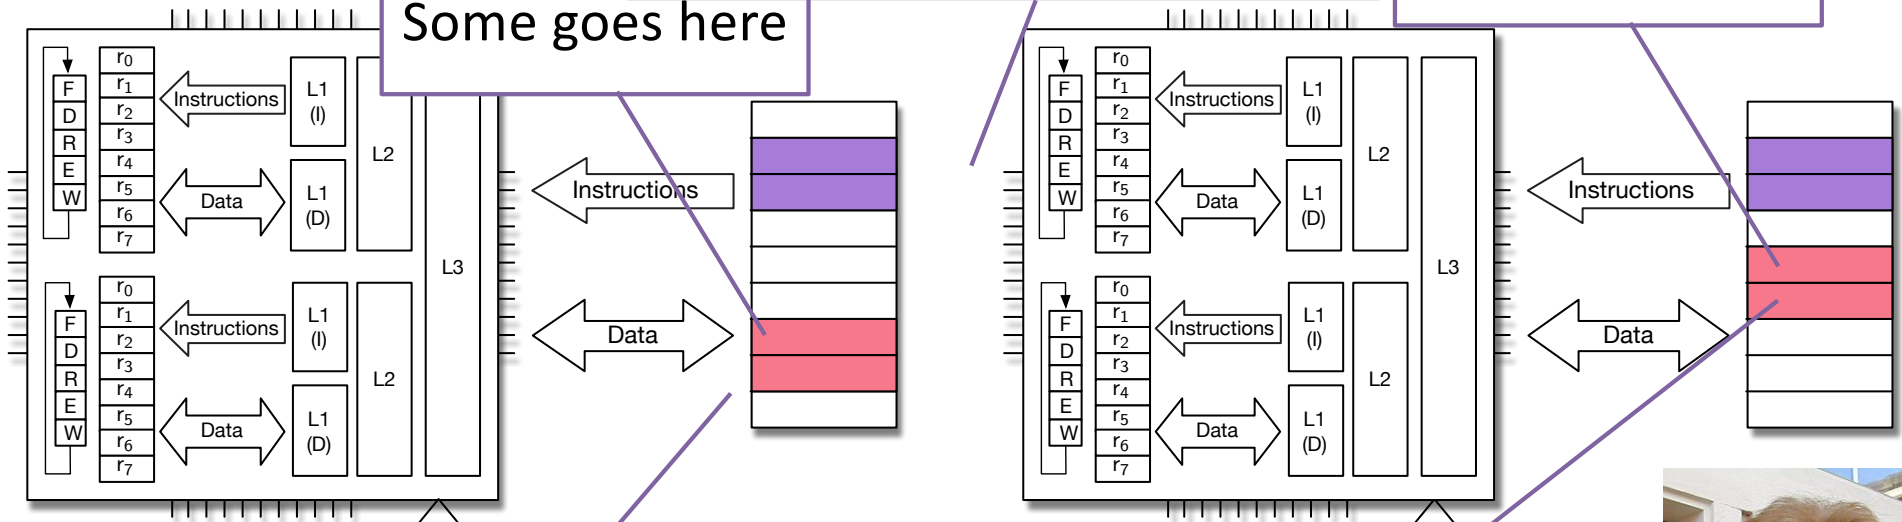 Some goes here
F
D
R
E
W
r0
r1
r2
r3
r4
r5
r6
r7
Instructions
Data
L1
(I)
L1
(D)
L2
F
D
R
E
W
r0
r1
r2
r3
r4
r5
r6
r7
Instructions
Data
L1
(I)
L1
(D)
L2
L3
Instructions
Data
F
D
R
E
W
r0
r1
r2
r3
r4
r5
r6
r7
Instructions
Data
L1
(I)
L1
(D)
L2
F
D
R
E
W
r0
r1
r2
r3
r4
r5
r6
r7
Instructions
Data
L1
(I)
L1
(D)
L2
L3
Instructions
Data